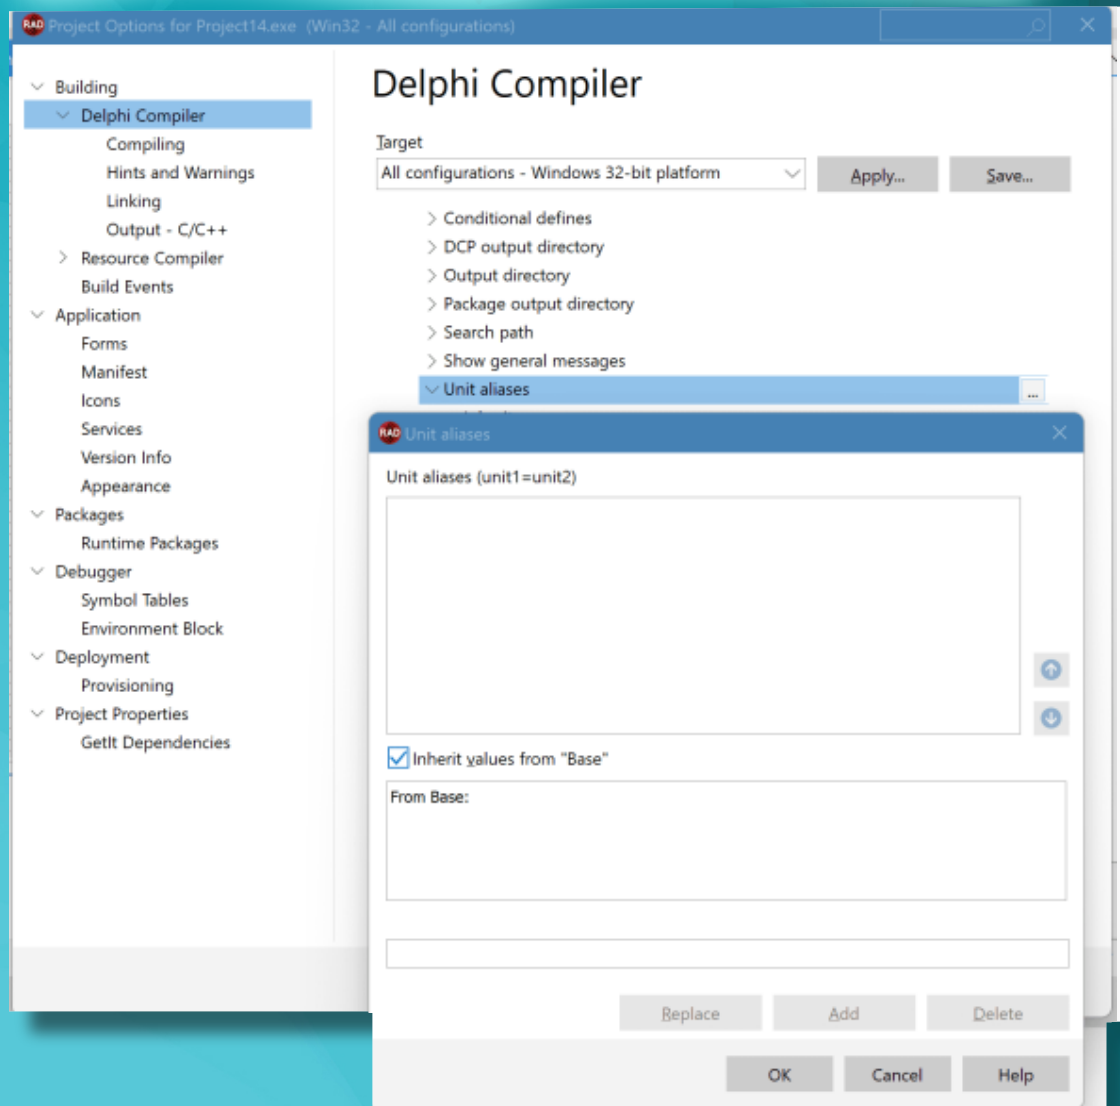 RAD Project Options for Project14.exe (Win32 - All configurations)
Building
Delphi Compiler
Compiling
Hints and Warnings
Linking
Output - C/C++
Resource Compiler
Build Events
Application
Forms
Manifest
Icons
Services
Version Info
Appearance
Packages
Runtime Packages
Debugger
Symbol Tables
Environment Block
Deployment
Provisioning
Project Properties
GetIt Dependencies
Delphi Compiler
Target
All configurations - Windows 32-bit platform
Apply...
Save...
Conditional defines
DCP output directory
Output directory
Package output directory
Search path
Show general messages
Unit aliases
...
RAD Unit aliases
Unit aliases (unit1=unit2)
Inherit values from "Base"
From Base:
Replace
Add
Delete
OK
Cancel
Help